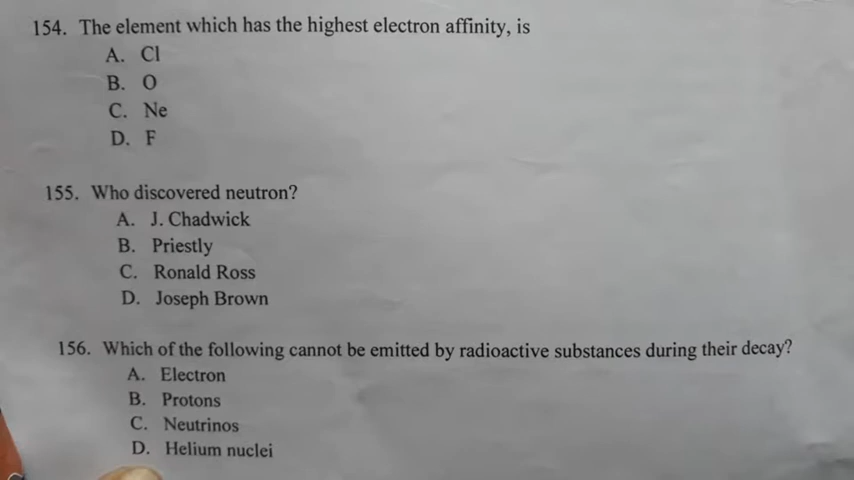 154. The element which has the highest electron affinity, is
A. Cl
B. O
C. Ne
D. F
155. Who discovered neutron?
A. J. Chadwick
B. Priestly
C. Ronald Ross
D. Joseph Brown
156. Which of the following cannot be emitted by radioactive substances during their decay?
A. Electron
B. Protons
C. Neutrinos
D. Helium nuclei